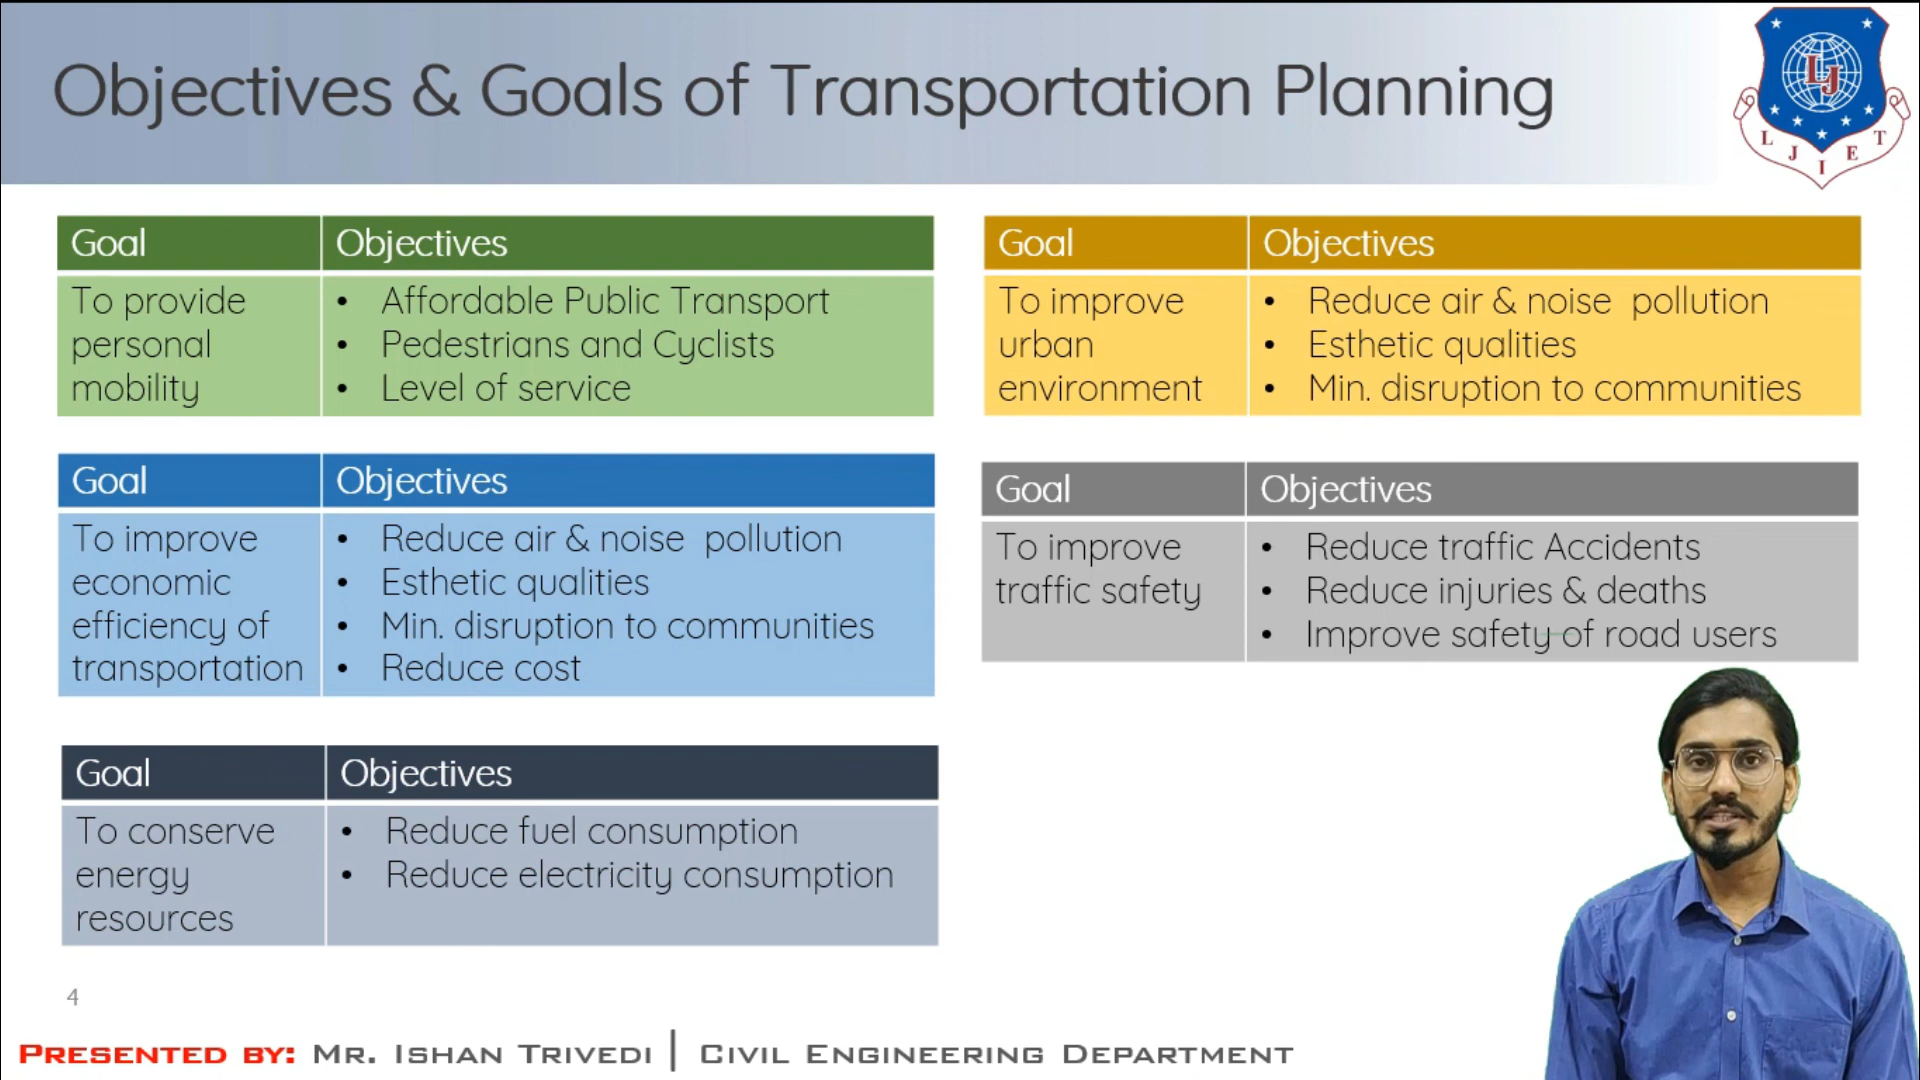 Objectives & Goals of Transportation Planning
LJ
L J I E T
Goal Objectives
To provide personal mobility
• Affordable Public Transport
• Pedestrians and Cyclists
• Level of service
Goal Objectives
To improve urban environment
• Reduce air & noise pollution
• Esthetic qualities
• Min. disruption to communities
Goal Objectives
To improve economic efficiency of transportation
• Reduce air & noise pollution
• Esthetic qualities
• Min. disruption to communities
• Reduce cost
Goal Objectives
To improve traffic safety
• Reduce traffic Accidents
• Reduce injuries & deaths
• Improve safety of road users
Goal Objectives
To conserve energy resources
• Reduce fuel consumption
• Reduce electricity consumption
4
PRESENTED BY: MR. ISHAN TRIVEDI | CIVIL ENGINEERING DEPARTMENT